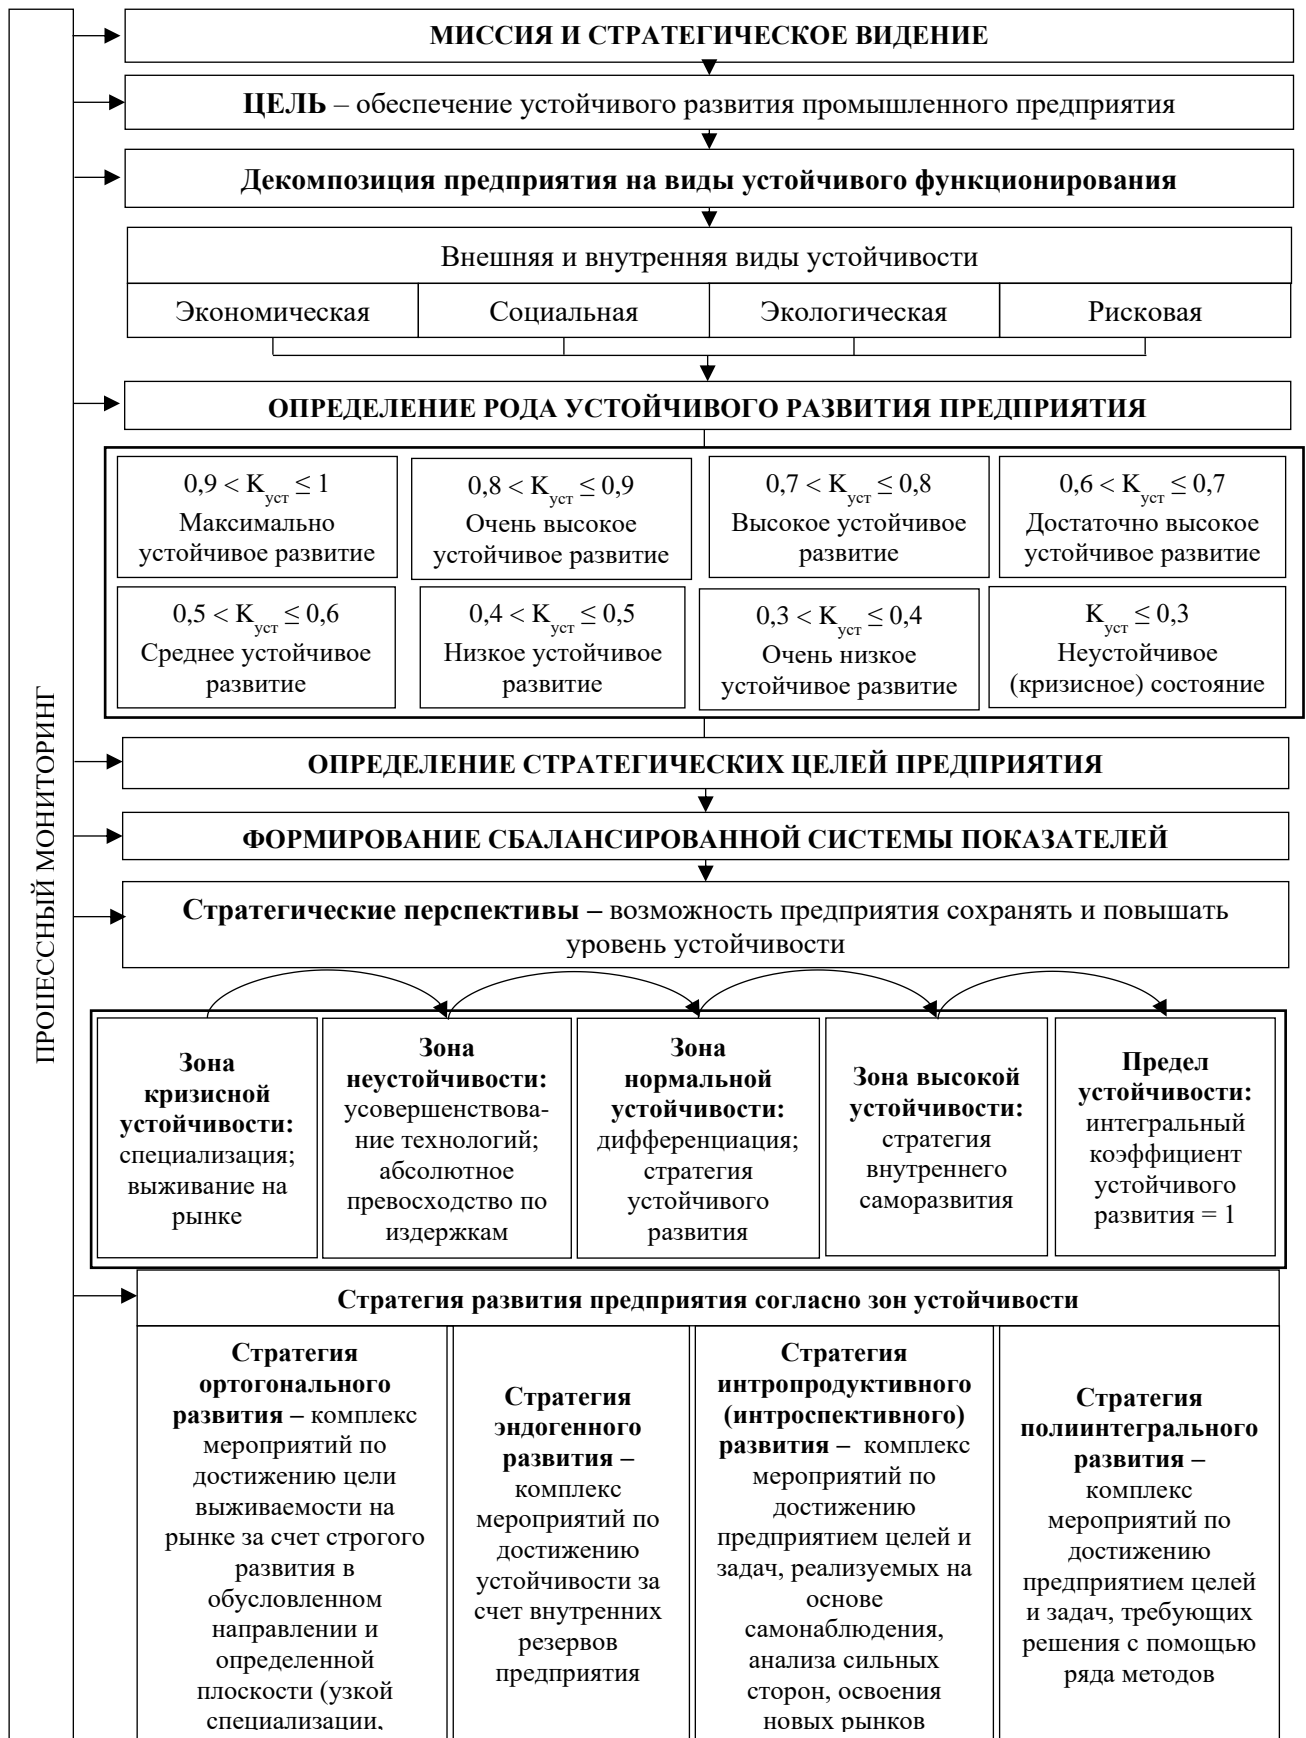 МИССИЯ И СТРАТЕГИЧЕСКОЕ ВИДЕНИЕ
ЦЕЛЬ – обеспечение устойчивого развития промышленного предприятия
Декомпозиция предприятия на виды устойчивого функционирования
Внешняя и внутренняя виды устойчивости
Экономическая
Социальная
Экологическая
Рисковая
ОПРЕДЕЛЕНИЕ РОДА УСТОЙЧИВОГО РАЗВИТИЯ ПРЕДПРИЯТИЯ
0,9 < Kуст ≤ 1
Максимально
устойчивое развитие
0,8 < Kуст ≤ 0,9
Очень высокое
устойчивое развитие
0,7 < Kуст ≤ 0,8
Высокое устойчивое
развитие
0,6 < Kуст ≤ 0,7
Достаточно высокое
устойчивое развитие
0,5 < Kуст ≤ 0,6
Среднее устойчивое
развитие
0,4 < Kуст ≤ 0,5
Низкое устойчивое
развитие
0,3 < Kуст ≤ 0,4
Очень низкое
устойчивое развитие
Kуст ≤ 0,3
Неустойчивое
(кризисное) состояние
ПРОЦЕССНЫЙ МОНИТОРИНГ
ОПРЕДЕЛЕНИЕ СТРАТЕГИЧЕСКИХ ЦЕЛЕЙ ПРЕДПРИЯТИЯ
ФОРМИРОВАНИЕ СБАЛАНСИРОВАННОЙ СИСТЕМЫ ПОКАЗАТЕЛЕЙ
Стратегические перспективы – возможность предприятия сохранять и повышать
уровень устойчивости
Зона
кризисной
устойчивости:
специализация;
выживание на
рынке
Зона
неустойчивости:
усовершенствова-
ние технологий;
абсолютное
превосходство по
издержкам
Зона
нормальной
устойчивости:
дифференциация;
стратегия
устойчивого
развития
Зона высокой
устойчивости:
стратегия
внутреннего
саморазвития
Предел
устойчивости:
интегральный
коэффициент
устойчивого
развития = 1
Стратегия развития предприятия согласно зон устойчивости
Стратегия
ортогонального
развития – комплекс
мероприятий по
достижению цели
выживаемости на
рынке за счет строгого
развития в
обусловленном
направлении и
определенной
плоскости (узкой
специализации,
Стратегия
эндогенного
развития –
комплекс
мероприятий по
достижению
устойчивости за
счет внутренних
резервов
предприятия
Стратегия
интропродуктивного
(интроспективного)
развития – комплекс
мероприятий по
достижению
предприятием целей и
задач, реализуемых на
основе
самонаблюдения,
анализа сильных
сторон, освоения
новых рынков
Стратегия
полиинтегрального
развития –
комплекс
мероприятий по
достижению
предприятием целей
и задач, требующих
решения с помощью
ряда методов